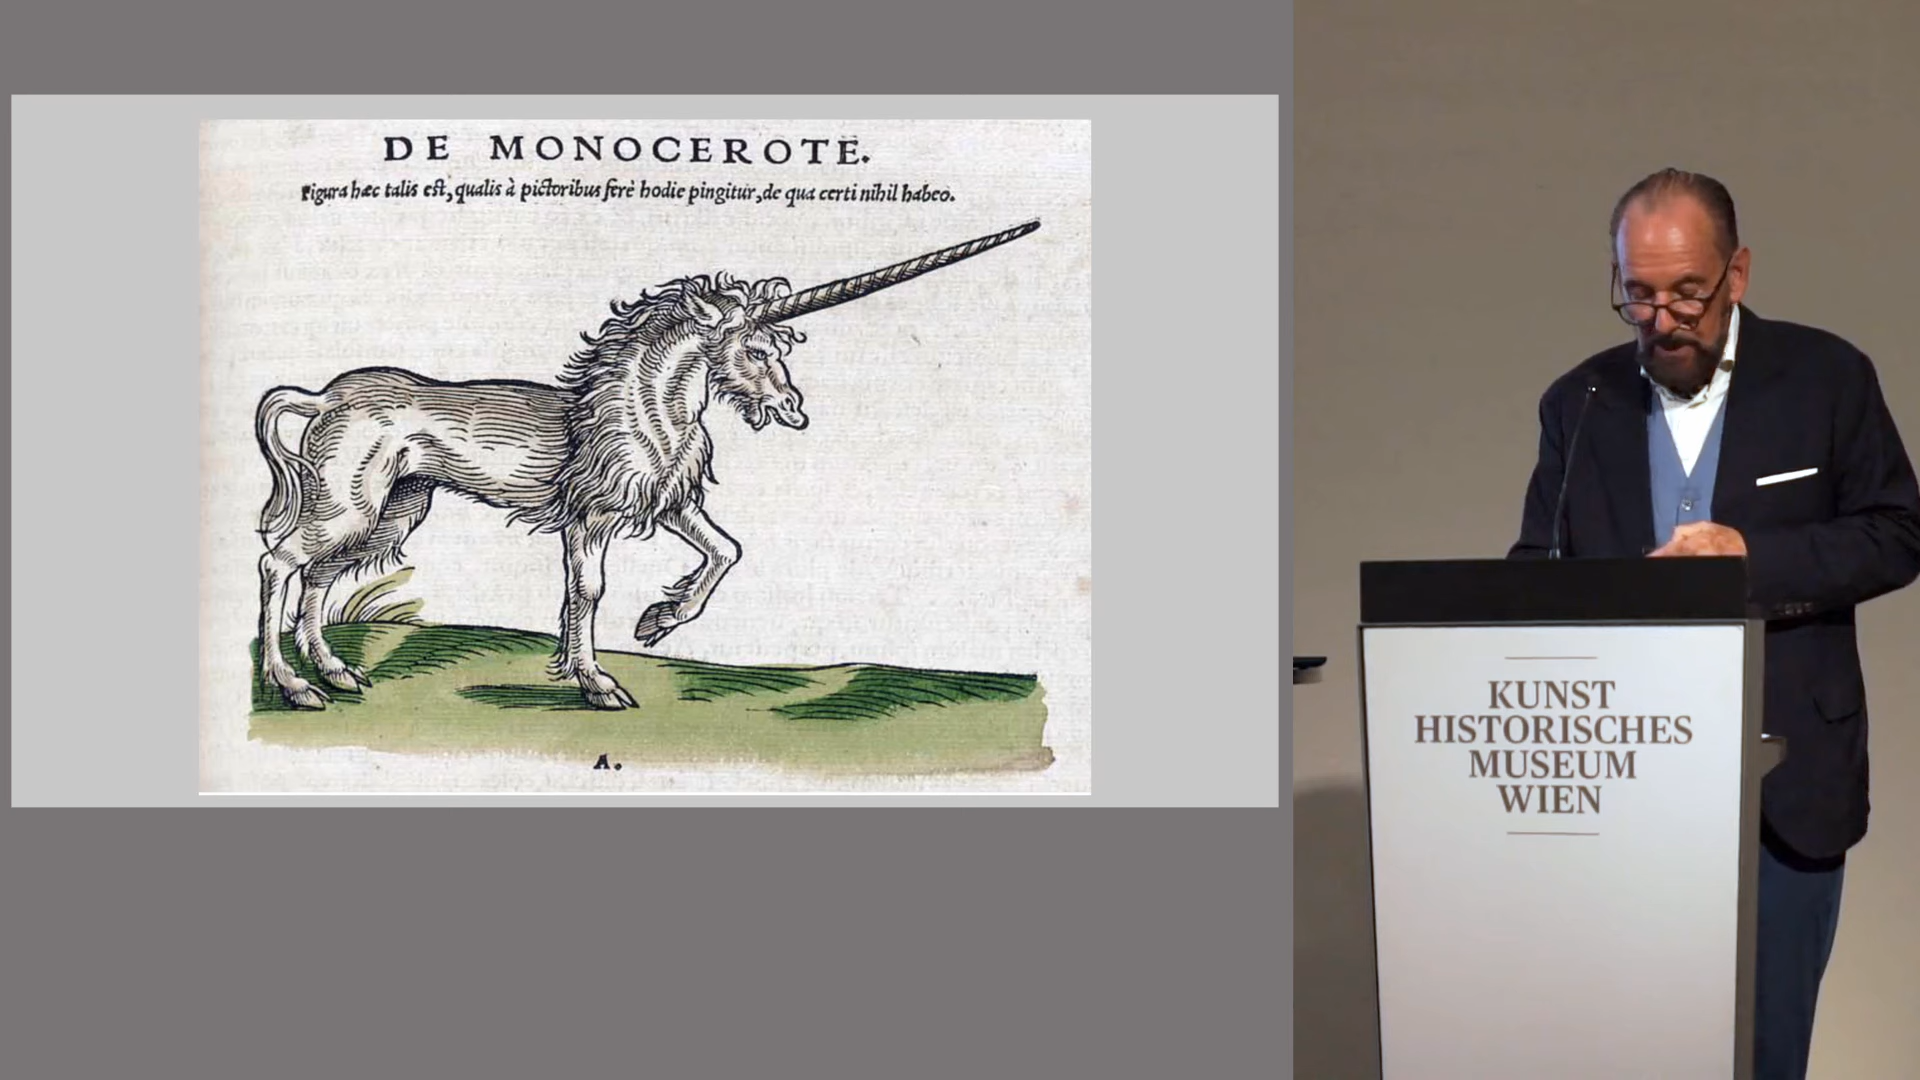 DE MONOCEROTE.
Figura hæc talis est, qualis à pictoribus ferè hodie pingitur, de qua certi nihil habeo.
A.
KUNST
HISTORISCHES
MUSEUM
WIEN